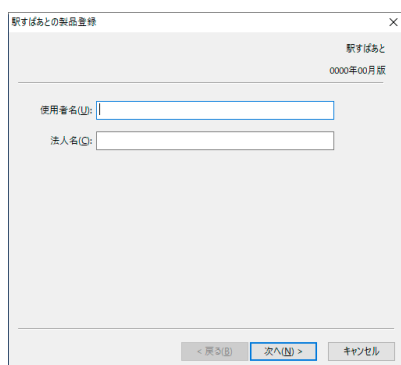 駅すぱあとの製品登録
駅すぱあと
0000年00月版
使用者名(U):
法人名(C):
< 戻る(B) 次へ(N) > キャンセル